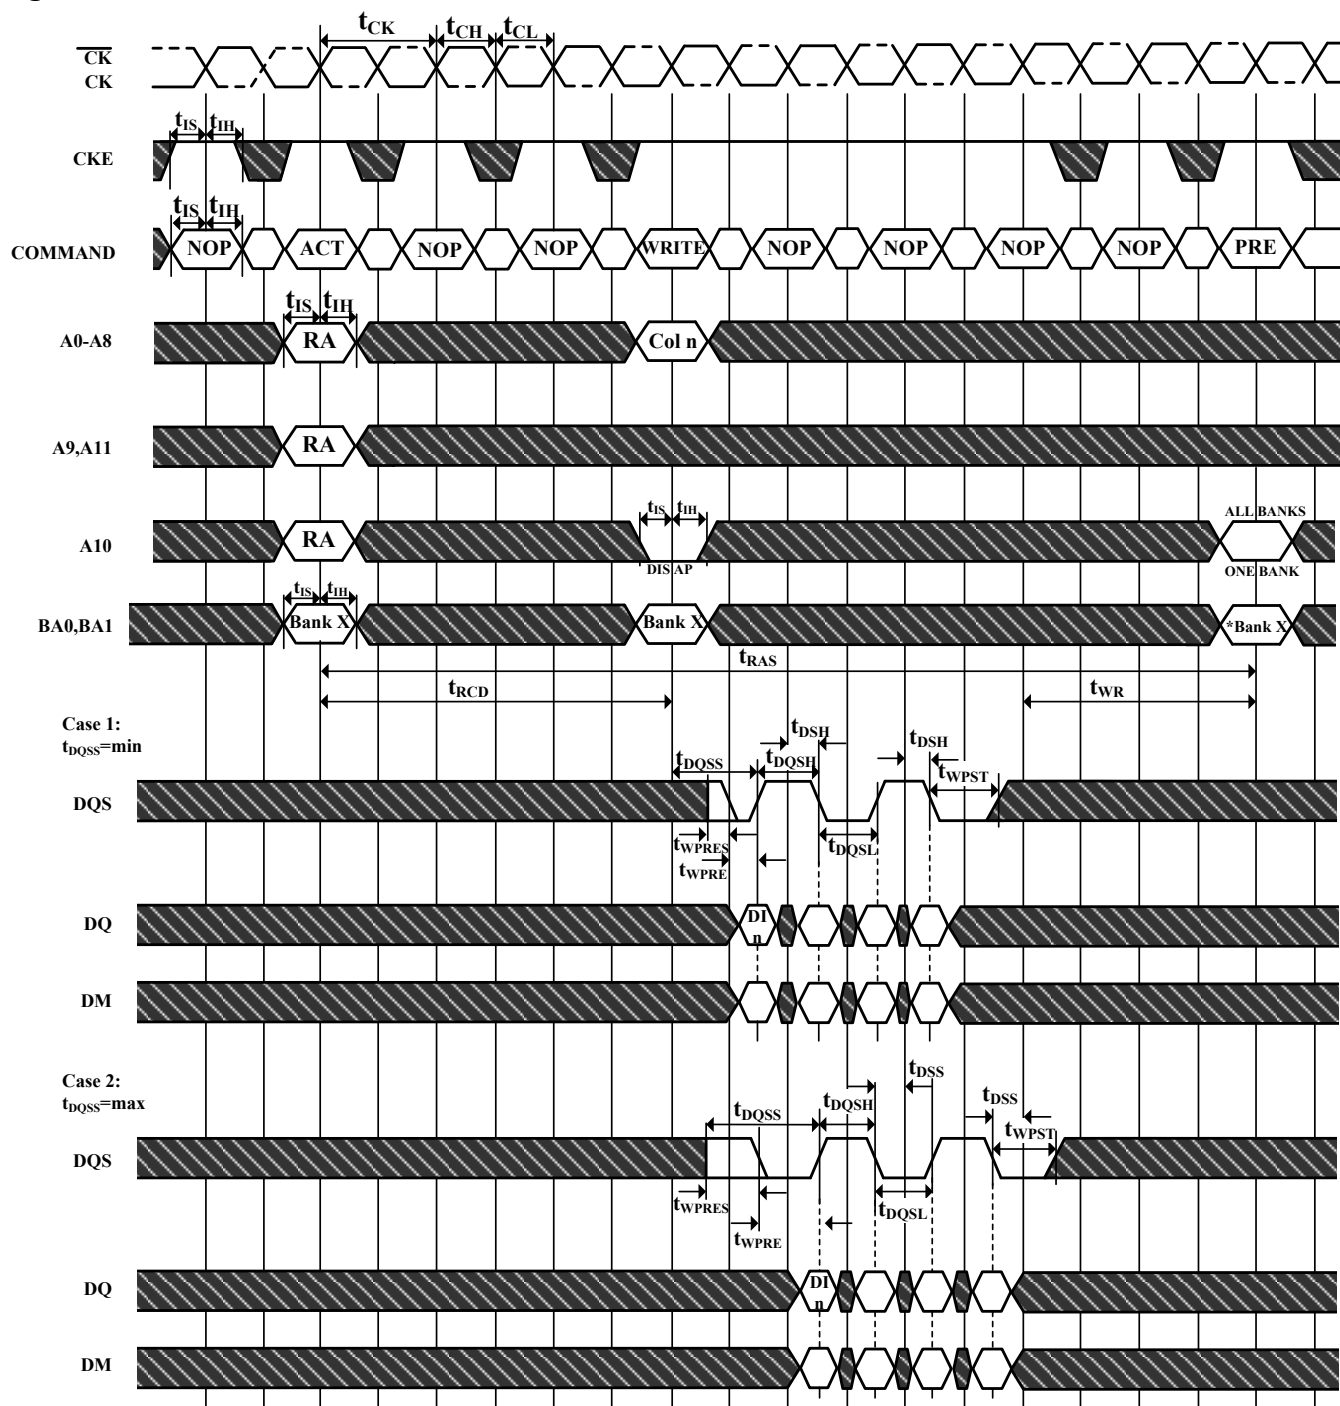 tCK tCH tCL
CK
CK
tIS tIH
CKE
tIS tIH
COMMAND NOP ACT NOP NOP WRITE NOP NOP NOP NOP PRE
tIS tIH
A0-A8 RA Col n
A9,A11 RA
tIS tIH ALL BANKS
A10 RA
DIS AP ONE BANK
tIS tIH
BA0,BA1 Bank X Bank X *Bank X
tRAS
tRCD tWR
Case 1:
tDQSS=min
tDSH tDSH
tDQSS tDQSH tWPST
DQS
tWPRES tDQSL
tWPRE
DQ DI n
DM
Case 2:
tDQSS=max
tDSS tDSS
tDQSS tDQSH tWPST
DQS
tWPRES tDQSL
tWPRE
DQ DI n
DM